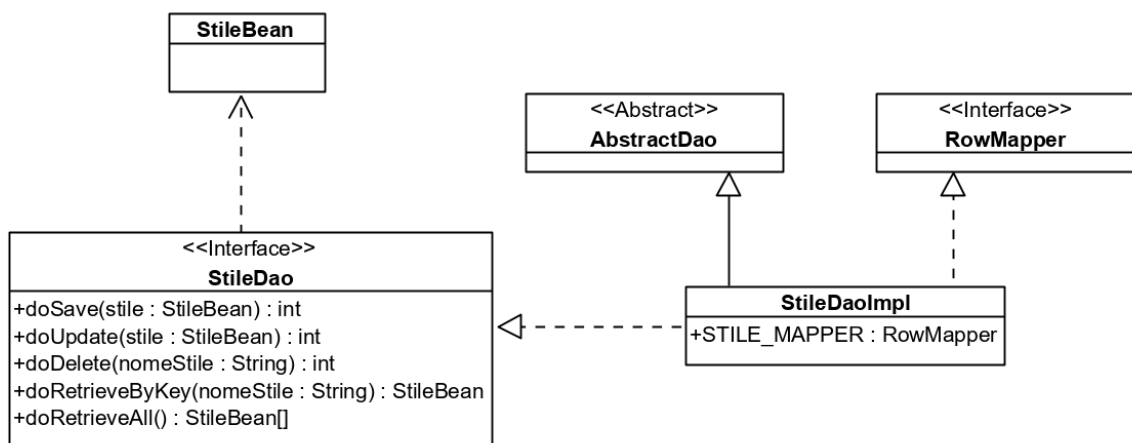 StileBean
<<Abstract>>
AbstractDao
<<Interface>>
RowMapper
<<Interface>>
StileDao
+doSave(stile : StileBean) : int
+doUpdate(stile : StileBean) : int
+doDelete(nomeStile : String) : int
+doRetrieveByKey(nomeStile : String) : StileBean
+doRetrieveAll() : StileBean[]
StileDaoImpl
+STILE_MAPPER : RowMapper